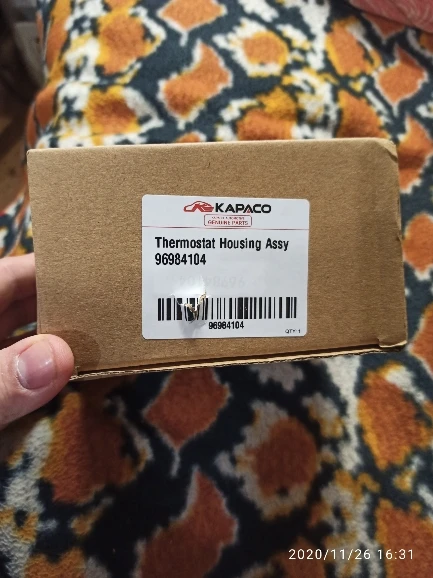 KAPACO
GENUINE PARTS
Thermostat Housing Assy
96984104
96984104
QTY:1
2020/11/26 16:31